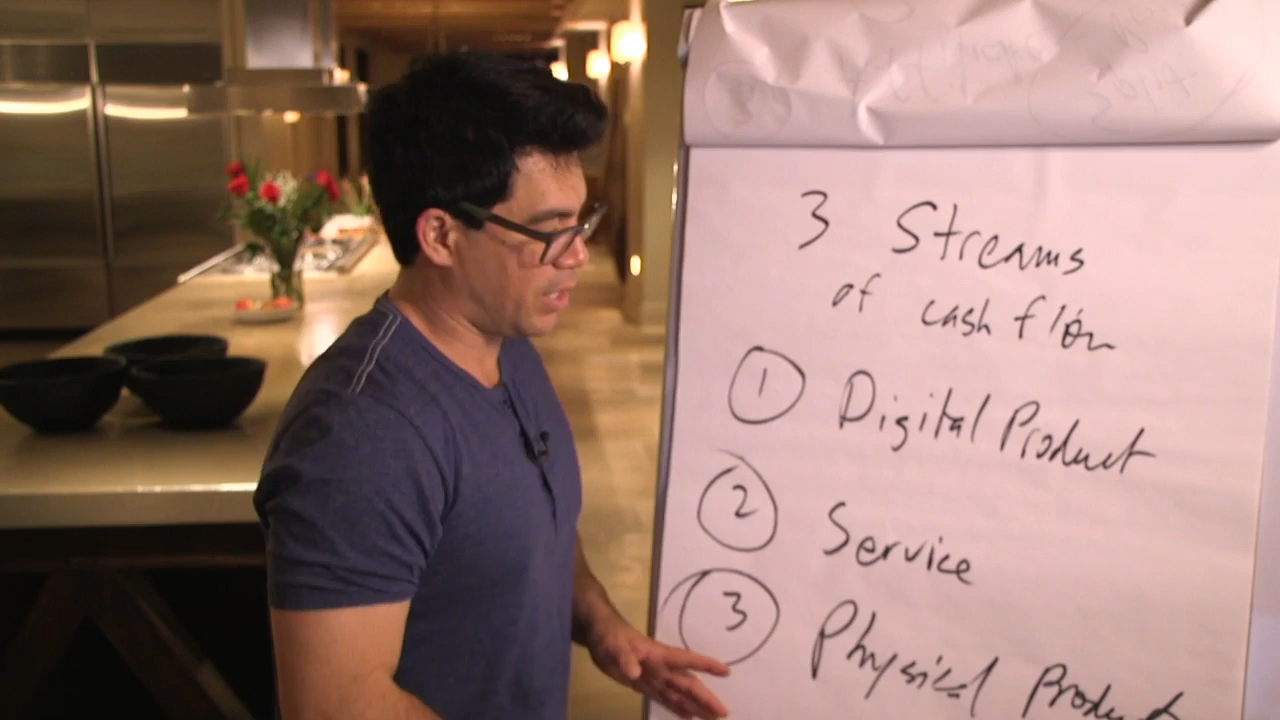 3 Streams
of cash flow
1 Digital Product
2 Service
3 Physical Product